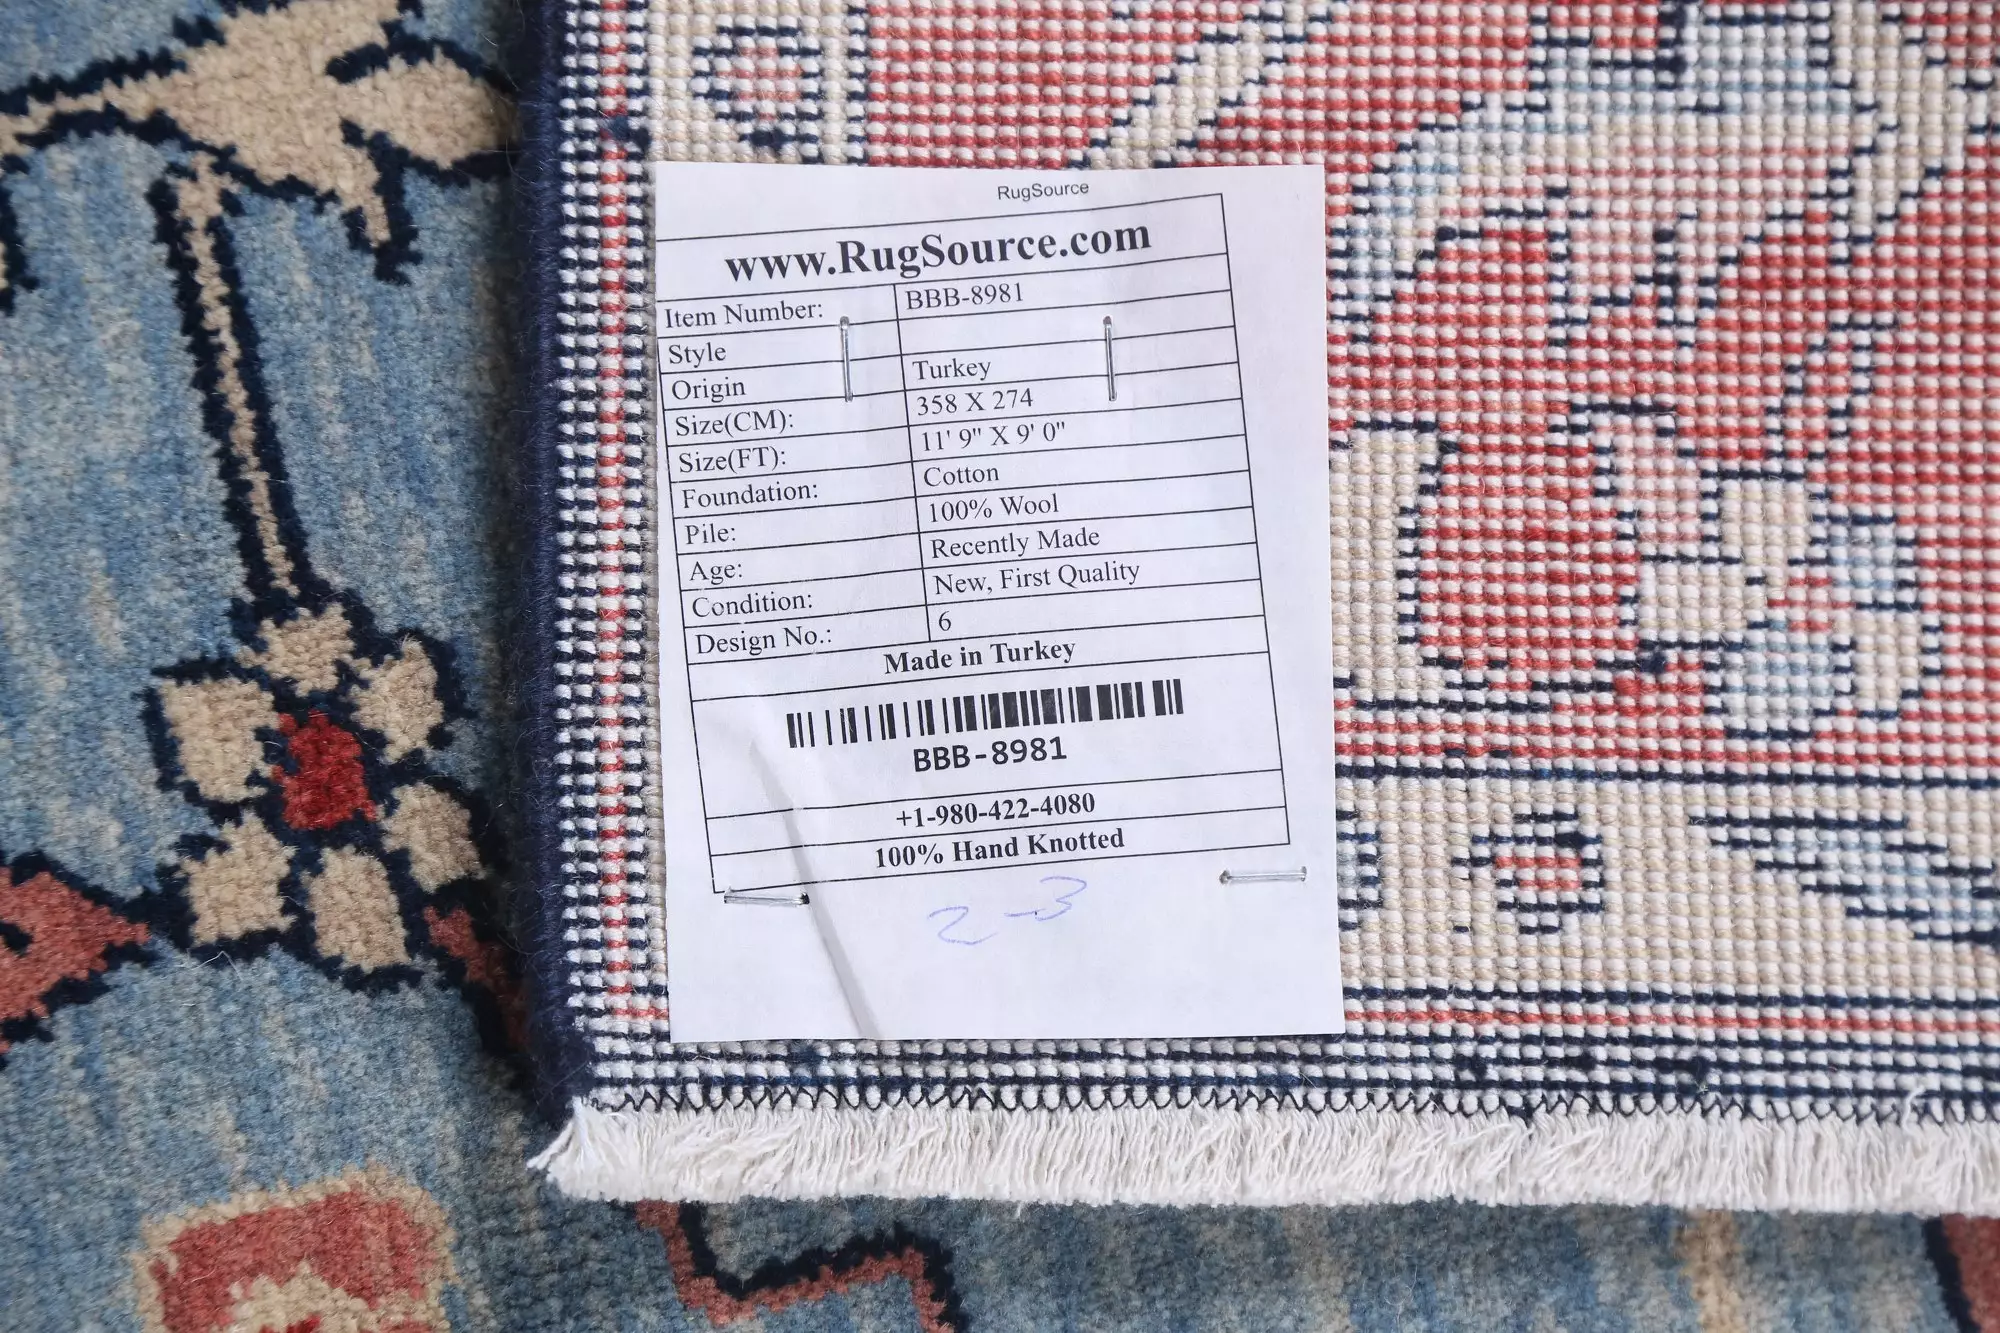 RugSource
www.RugSource.com
Item Number: BBB-8981
Style
Origin Turkey
Size(CM): 358 X 274
Size(FT): 11' 9" X 9' 0"
Foundation: Cotton
Pile: 100% Wool
Age: Recently Made
Condition: New, First Quality
Design No.: 6
Made in Turkey
BBB-8981
+1-980-422-4080
100% Hand Knotted
2-3